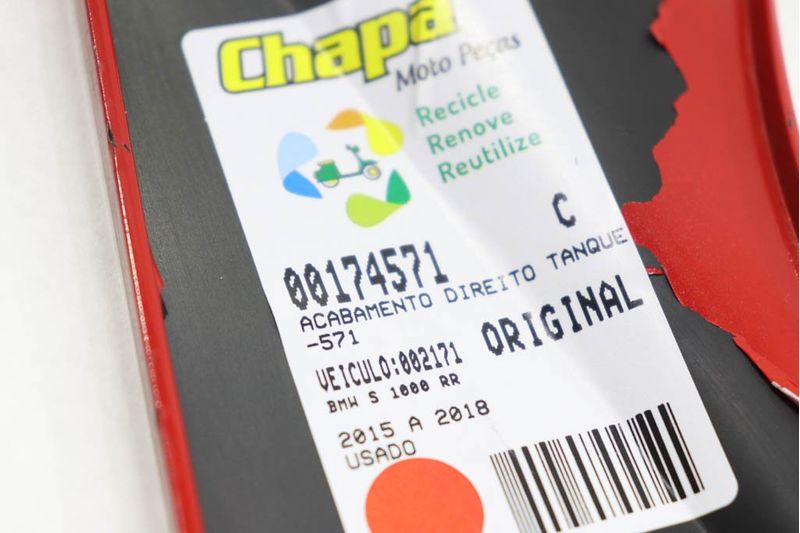 Chapa
Moto Peças
Recicle
Renove
Reutilize
C
00174571
ACABAMENTO DIREITO TANQUE
-571
ORIGINAL
VEICULO:002171
BMW S 1000 RR
2015 A 2018
USADO